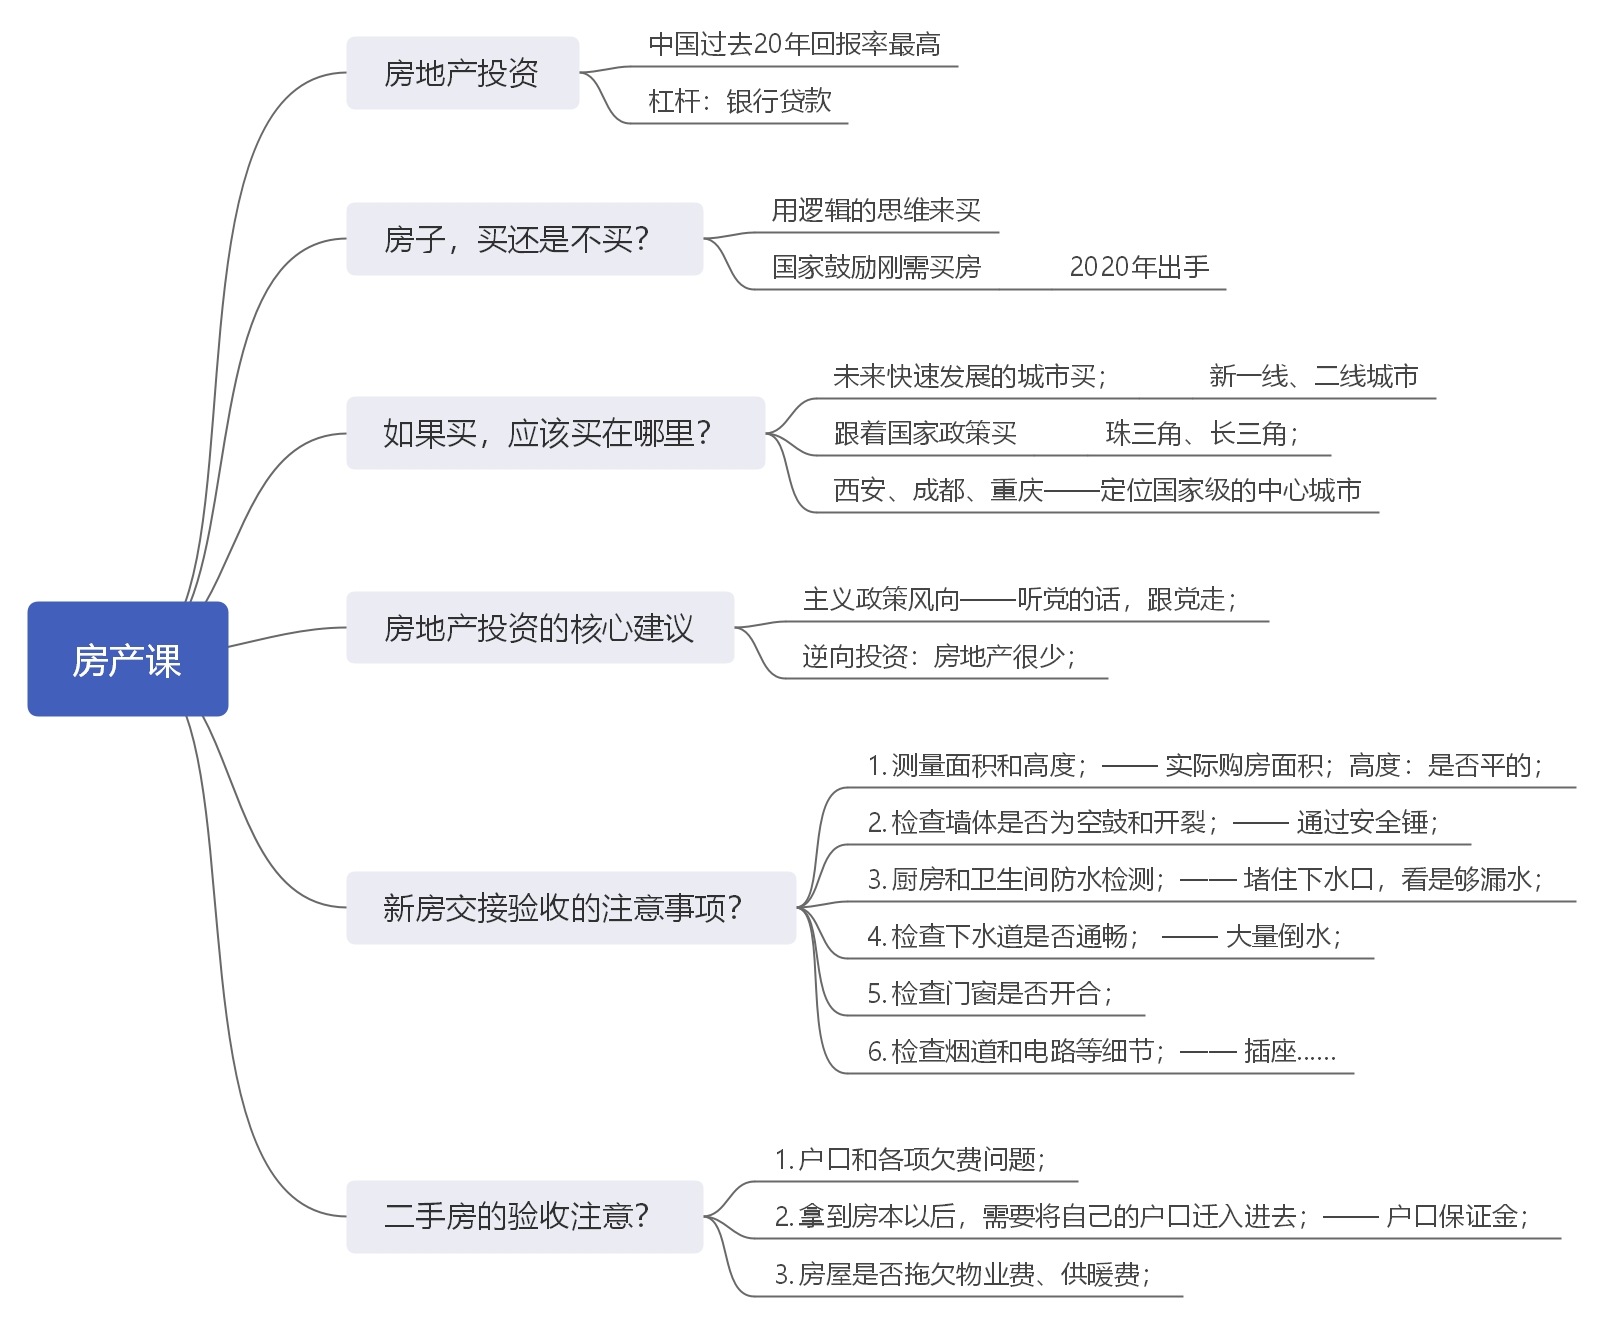 房产课
房地产投资
中国过去20年回报率最高
杠杆：银行贷款
房子，买还是不买？
用逻辑的思维来买
国家鼓励刚需买房 2020年出手
如果买，应该买在哪里？
未来快速发展的城市买； 新一线、二线城市
跟着国家政策买 珠三角、长三角；
西安、成都、重庆——定位国家级的中心城市
房地产投资的核心建议
主义政策风向——听党的话，跟党走；
逆向投资：房地产很少；
新房交接验收的注意事项？
1. 测量面积和高度；—— 实际购房面积；高度：是否平的；
2. 检查墙体是否为空鼓和开裂；—— 通过安全锤；
3. 厨房和卫生间防水检测；—— 堵住下水口，看是够漏水；
4. 检查下水道是否通畅； —— 大量倒水；
5. 检查门窗是否开合；
6. 检查烟道和电路等细节；—— 插座……
二手房的验收注意？
1. 户口和各项欠费问题；
2. 拿到房本以后，需要将自己的户口迁入进去；—— 户口保证金；
3. 房屋是否拖欠物业费、供暖费；